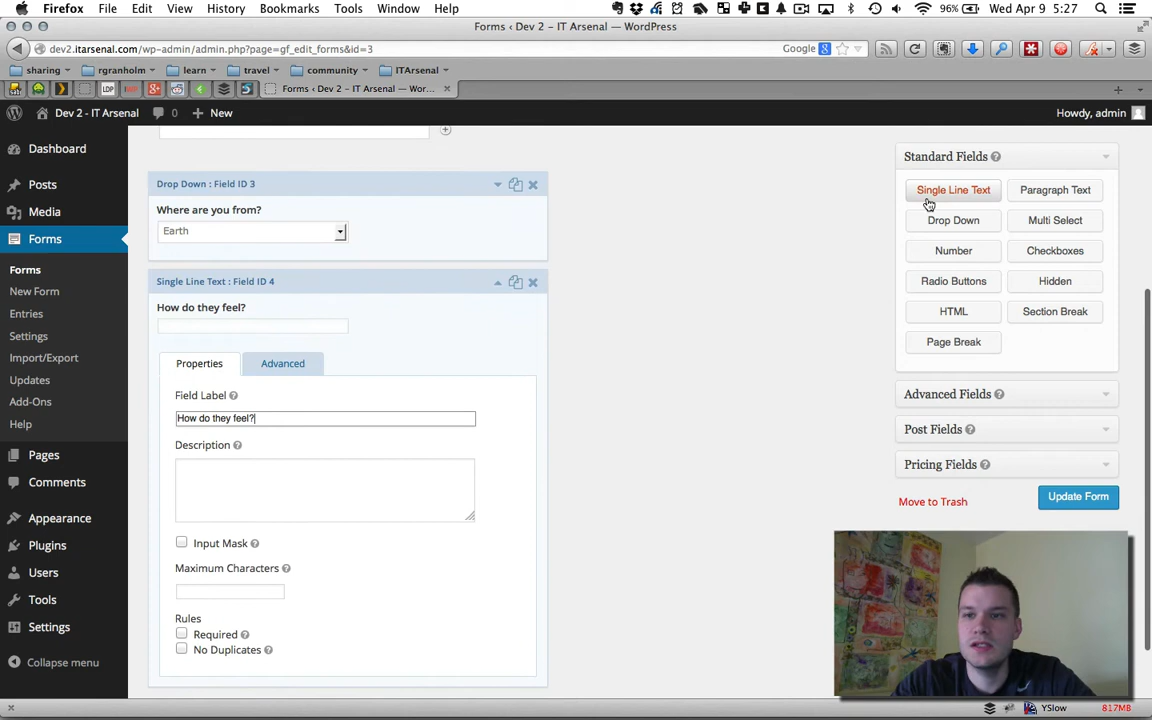 Firefox File Edit View History Bookmarks Tools Window Help 96% Wed Apr 9 5:27
Forms ‹ Dev 2 - IT Arsenal — WordPress
dev2.itarsenal.com/wp-admin/admin.php?page=gf_edit_forms&id=3
Google
sharing rgranholm learn travel community ITArsenal
LDP
Forms ‹ Dev 2 - IT Arsenal — Wor...
Dev 2 - IT Arsenal 0 New Howdy, admin
Dashboard
Posts
Media
Forms
Forms
New Form
Entries
Settings
Import/Export
Updates
Add-Ons
Help
Pages
Comments
Appearance
Plugins
Users
Tools
Settings
Collapse menu
Drop Down : Field ID 3
Where are you from?
Earth
Single Line Text : Field ID 4
How do they feel?
Properties Advanced
Field Label
How do they feel?
Description
Input Mask
Maximum Characters
Rules
Required
No Duplicates
Standard Fields
Single Line Text Paragraph Text
Drop Down Multi Select
Number Checkboxes
Radio Buttons Hidden
HTML Section Break
Page Break
Advanced Fields
Post Fields
Pricing Fields
Move to Trash Update Form
YSlow 817MB